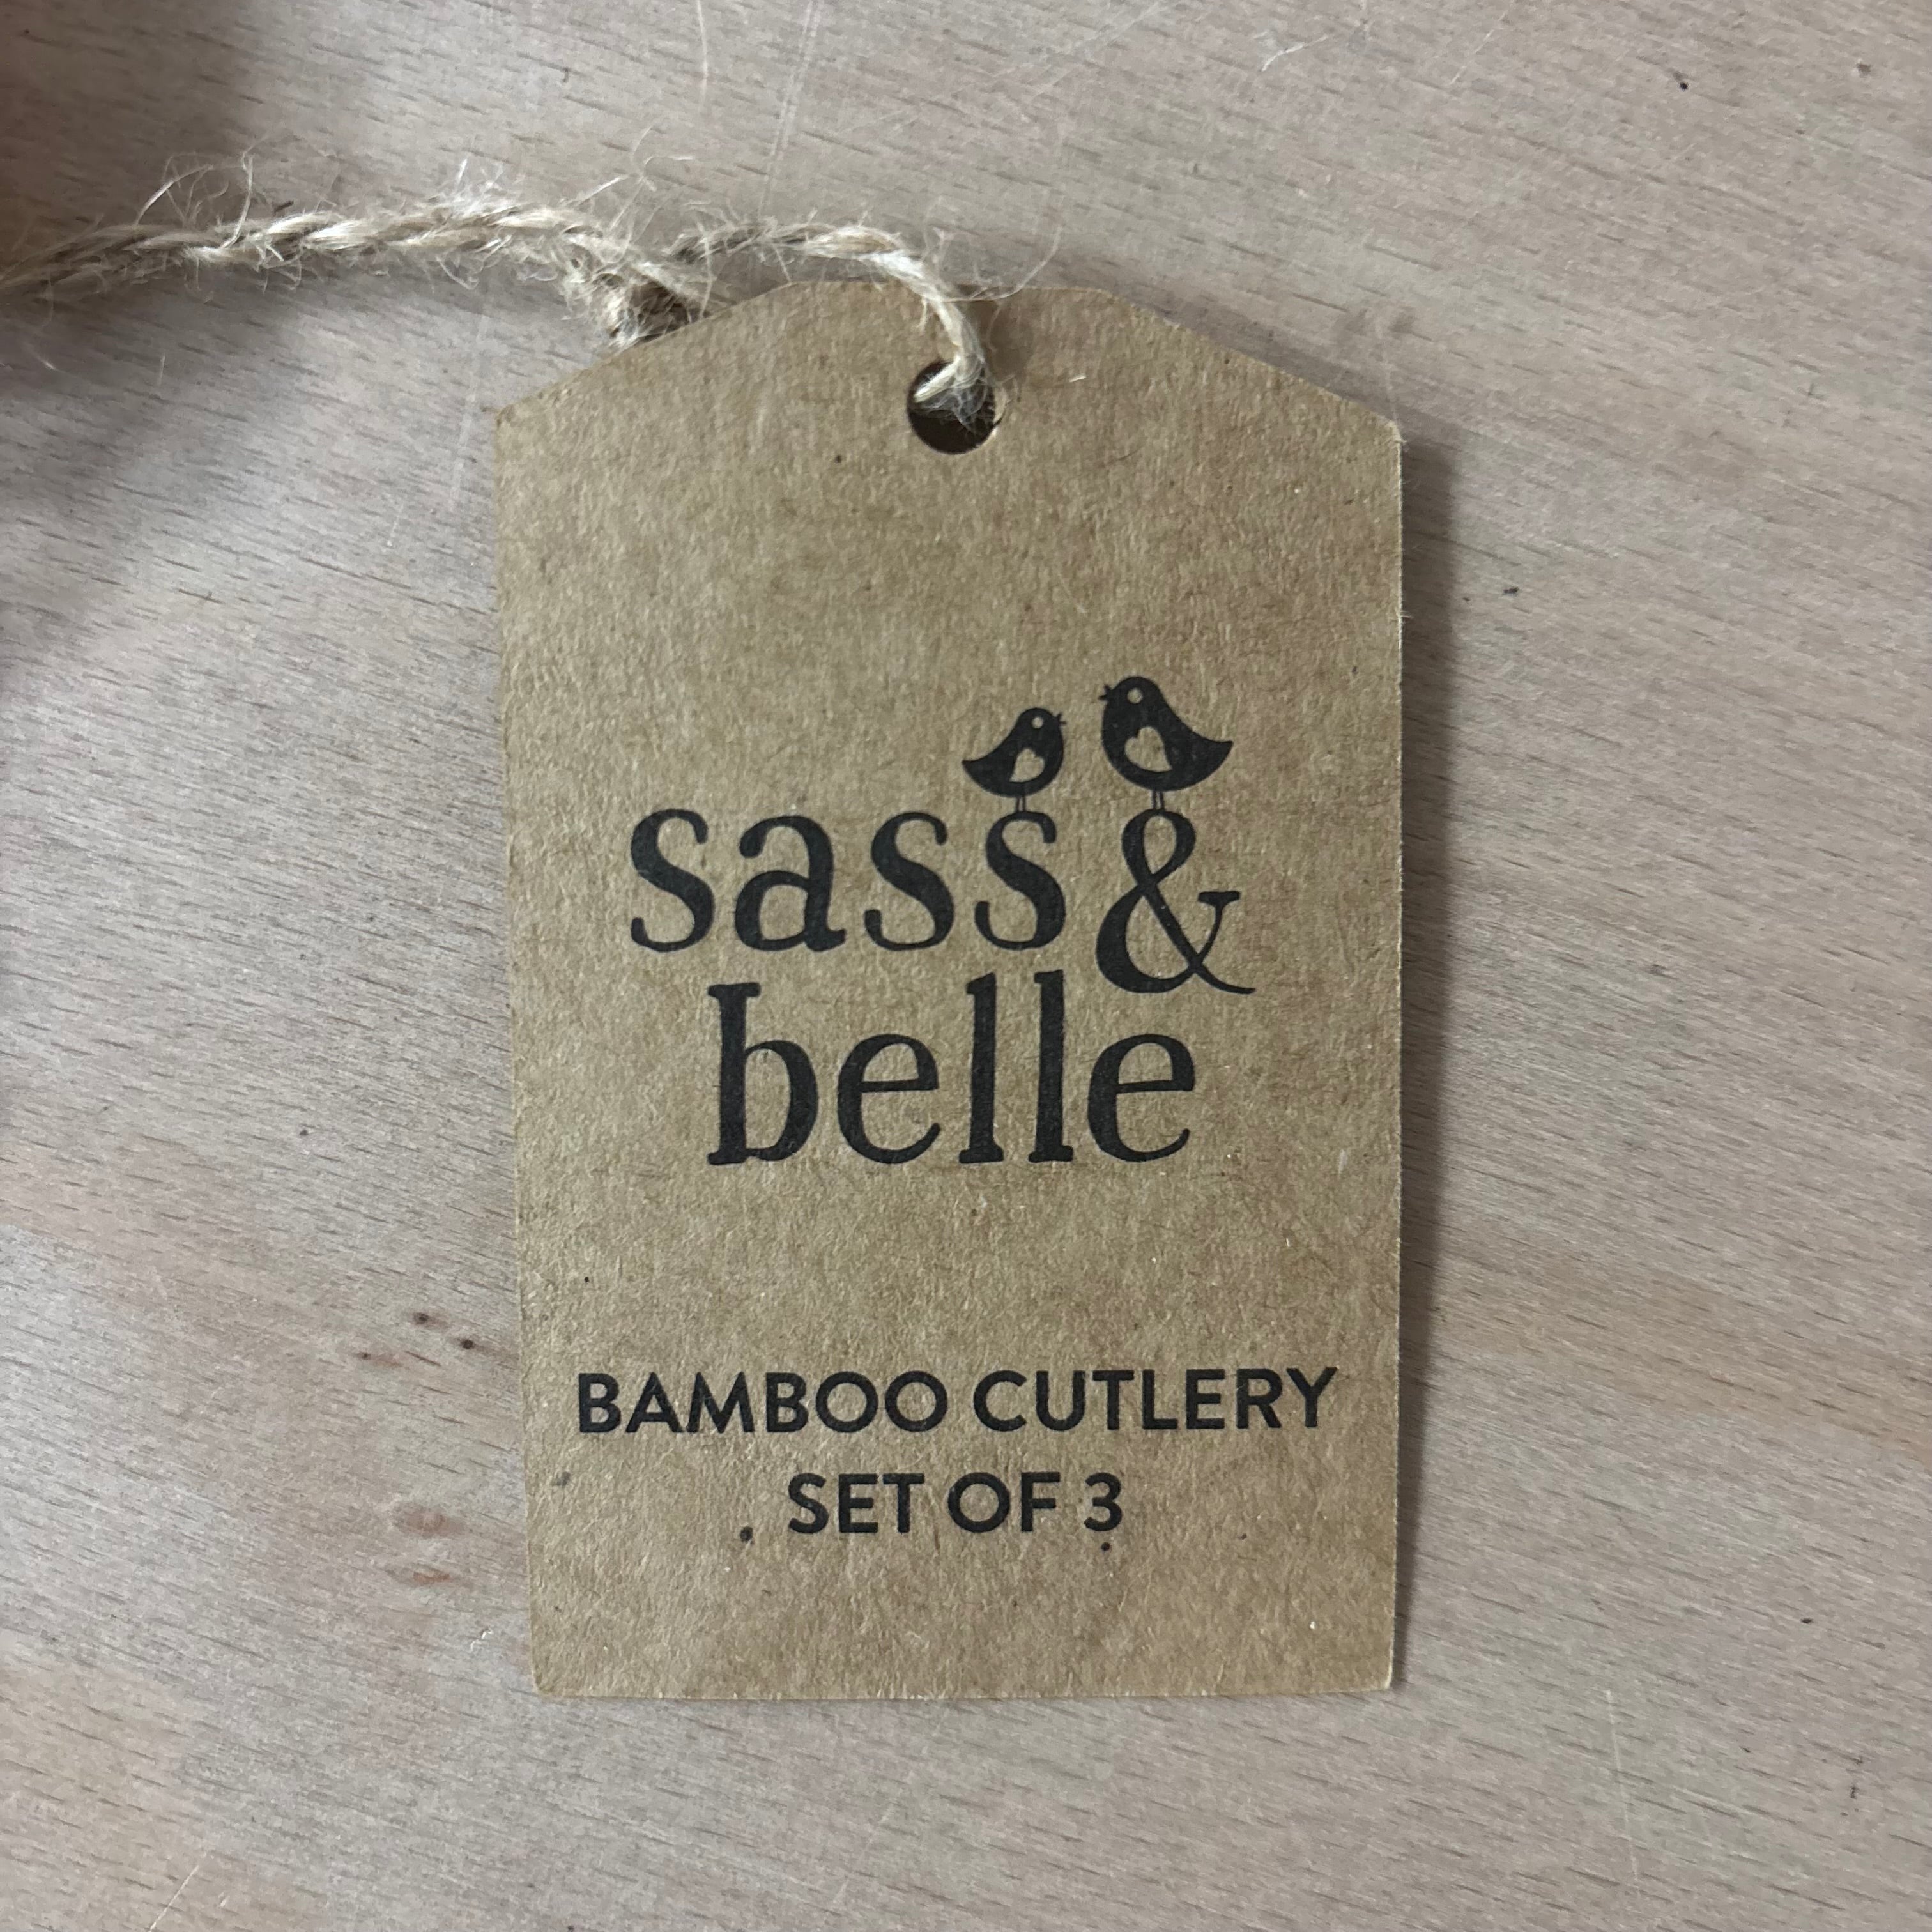 sass &
belle
BAMBOO CUTLERY
SET OF 3